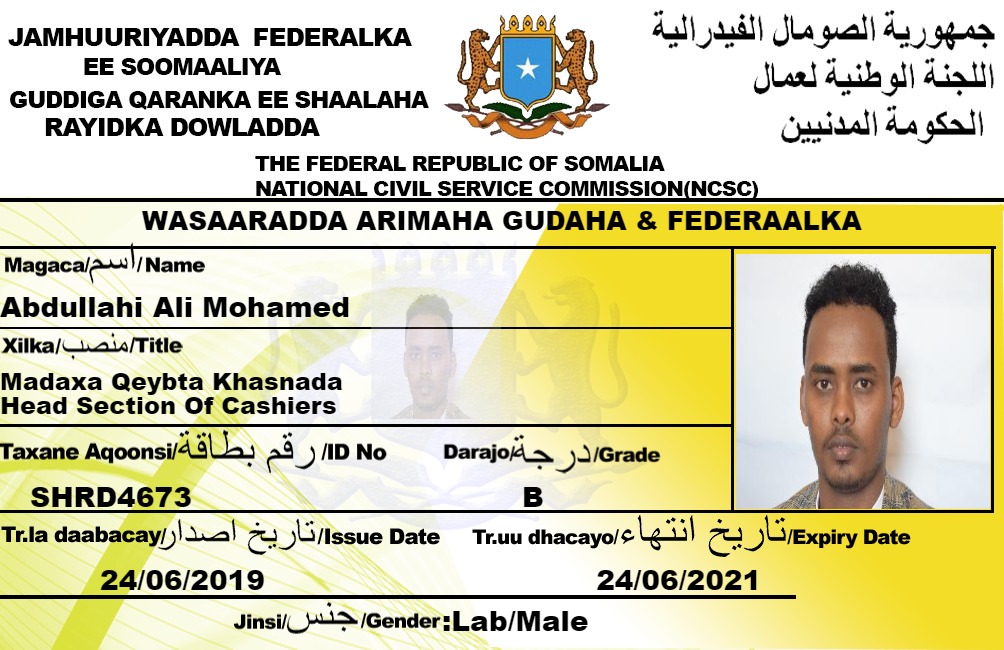 JAMHUURIYADDA FEDERALKA
EE SOOMAALIYA
GUDDIGA QARANKA EE SHAALAHA
RAYIDKA DOWLADDA
جمهورية الصومال الفيدرالية
اللجنة الوطنية لعمال
الحكومة المدنيين
THE FEDERAL REPUBLIC OF SOMALIA
NATIONAL CIVIL SERVICE COMMISSION(NCSC)
WASAARADDA ARIMAHA GUDAHA & FEDERAALKA
Magaca/اسم/Name
Abdullahi Ali Mohamed
Xilka/منصب/Title
Madaxa Qeybta Khasnada
Head Section Of Cashiers
Taxane Aqoonsi/رقم بطاقة/ID No
Darajo/درجة/Grade
SHRD4673
B
Tr.la daabacay/تاريخ اصدار/Issue Date
Tr.uu dhacayo/تاريخ انتهاء/Expiry Date
24/06/2019
24/06/2021
Jinsi/جنس/Gender:Lab/Male